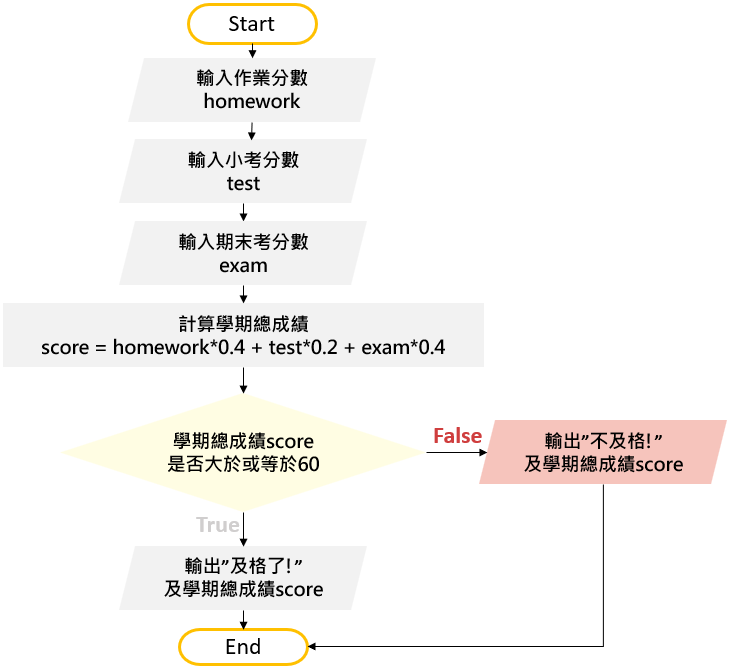 Start
輸入作業分數
homework
輸入小考分數
test
輸入期末考分數
exam
計算學期總成績
score = homework*0.4 + test*0.2 + exam*0.4
學期總成績score
是否大於或等於60
False
輸出”不及格!”
及學期總成績score
True
輸出”及格了!”
及學期總成績score
End